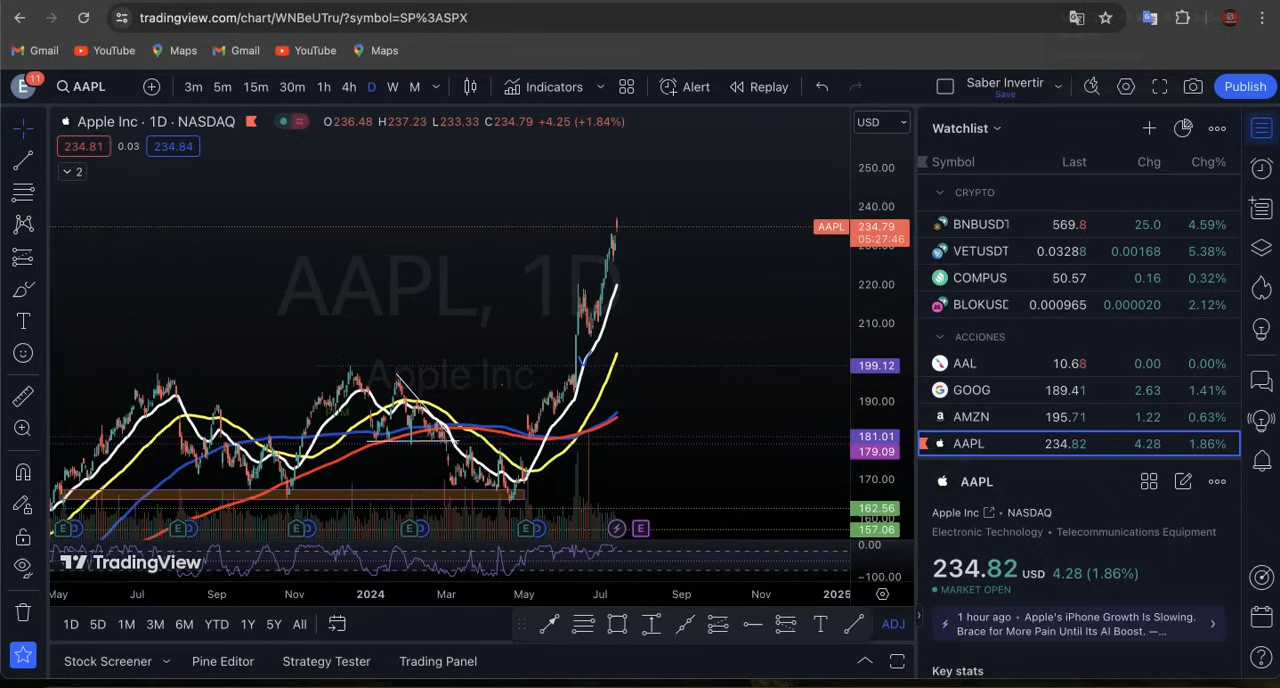 tradingview.com/chart/WNBeUTru/?symbol=SP%3ASPX
Gmail YouTube Maps Gmail YouTube Maps
E 11 AAPL 3m 5m 15m 30m 1h 4h D W M Indicators Alert Replay Saber Invertir Save Publish
Apple Inc · 1D · NASDAQ O236.48 H237.23 L233.33 C234.79 +4.25 (+1.84%) USD
234.81 0.03 234.84
2
250.00
240.00
AAPL 234.79
05:27:46
230.00
220.00
210.00
199.12
190.00
181.01
179.09
170.00
162.56
160.00
157.06
0.00
−100.00
AAPL, 1D
Apple Inc
E D E D E D E D E D E
TradingView
May Jul Sep Nov 2024 Mar May Jul Sep Nov 2025
1D 5D 1M 3M 6M YTD 1Y 5Y All ADJ
Stock Screener Pine Editor Strategy Tester Trading Panel
Watchlist
Symbol Last Chg Chg%
CRYPTO
BNBUSDT 569.8 25.0 4.59%
VETUSDT 0.03288 0.00168 5.38%
COMPUS 50.57 0.16 0.32%
BLOKUSD 0.000965 0.000020 2.12%
ACCIONES
AAL 10.68 0.00 0.00%
GOOG 189.41 2.63 1.41%
AMZN 195.71 1.22 0.63%
AAPL 234.82 4.28 1.86%
AAPL
Apple Inc • NASDAQ
Electronic Technology • Telecommunications Equipment
234.82 USD 4.28 (1.86%)
MARKET OPEN
1 hour ago • Apple's iPhone Growth Is Slowing.
Brace for More Pain Until Its AI Boost. —...
Key stats